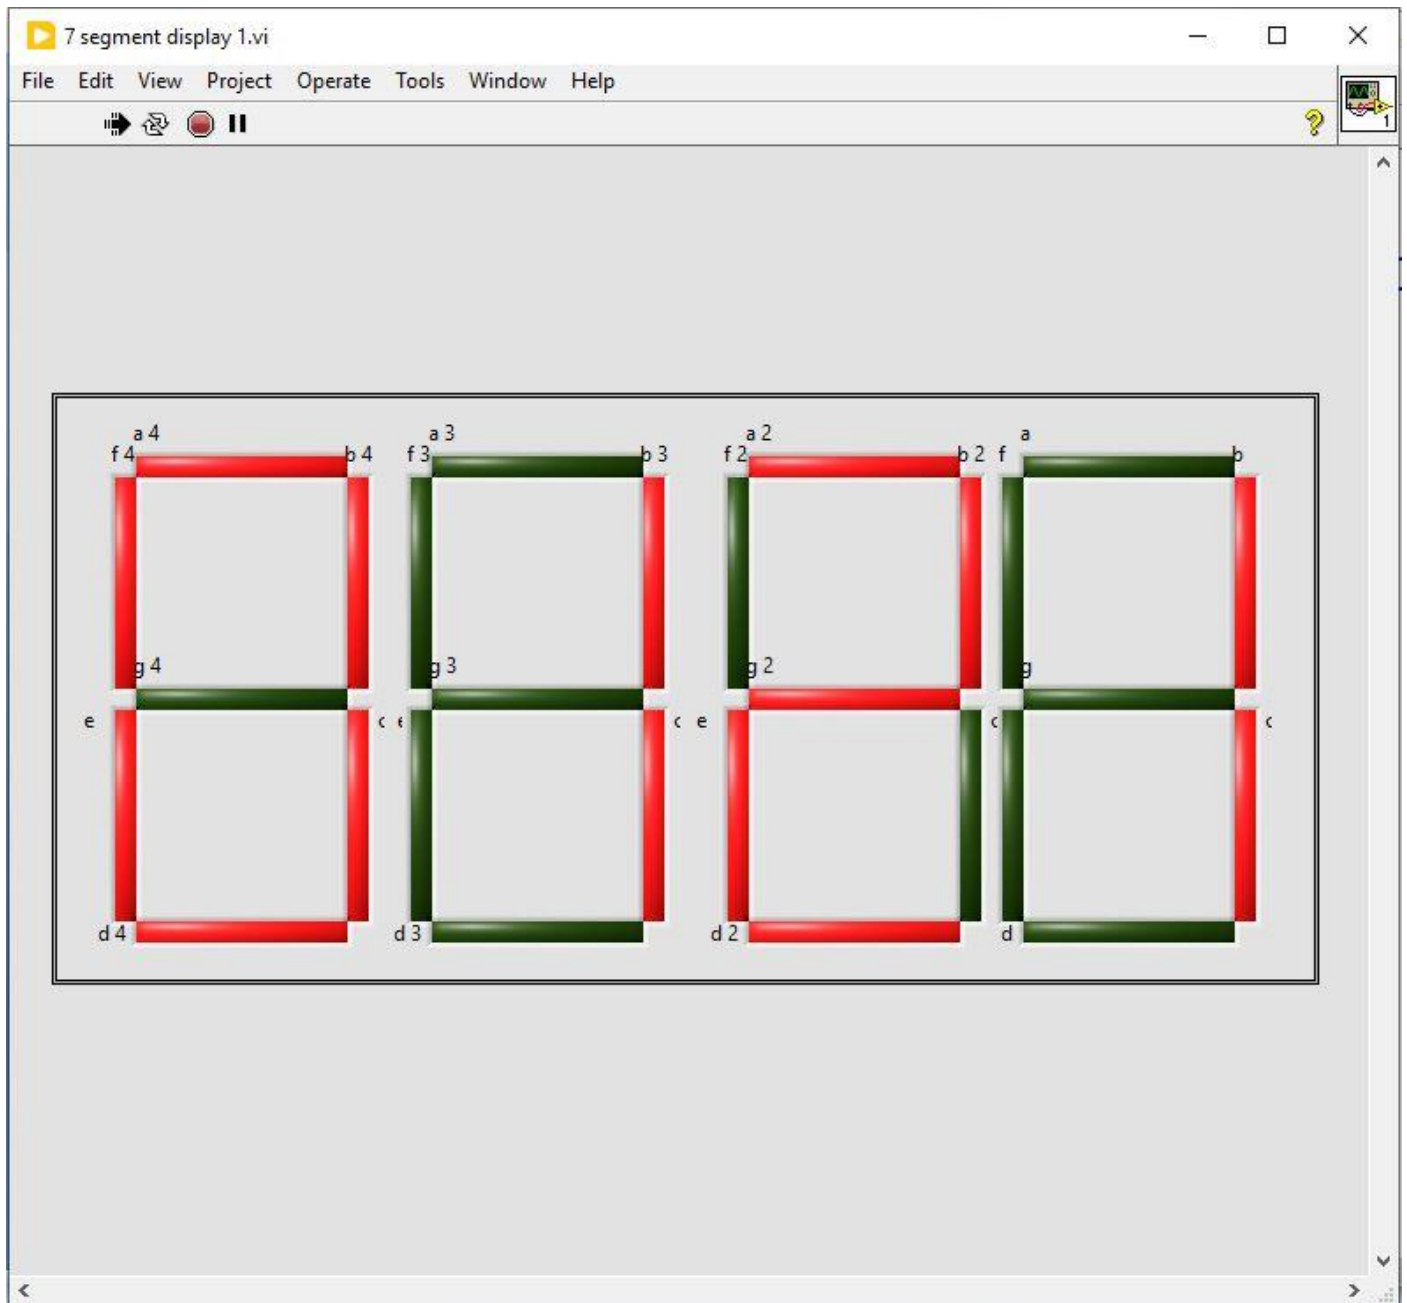 7 segment display 1.vi
File Edit View Project Operate Tools Window Help
1
a 4 a 3 a 2 a
f 4 b 4 f 3 b 3 f 2 b 2 f b
g 4 g 3 g 2 g
e c e c e c c
d 4 d 3 d 2 d